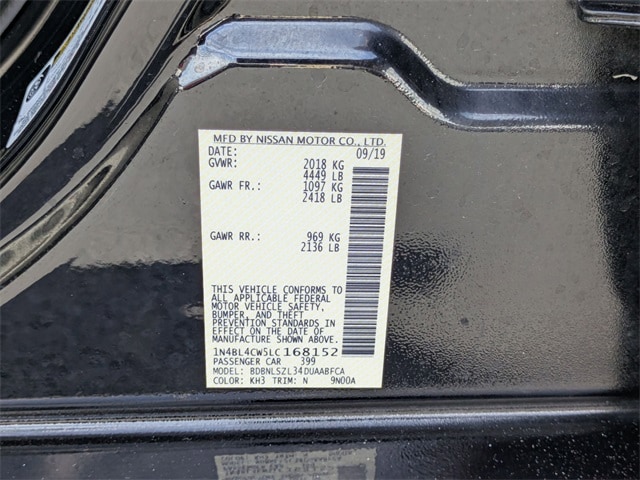 MFD BY NISSAN MOTOR CO., LTD.
DATE: 09/19
GVWR: 2018 KG
4449 LB
GAWR FR.: 1097 KG
2418 LB
GAWR RR.: 969 KG
2136 LB
THIS VEHICLE CONFORMS TO
ALL APPLICABLE FEDERAL
MOTOR VEHICLE SAFETY,
BUMPER, AND THEFT
PREVENTION STANDARDS IN
EFFECT ON THE DATE OF
MANUFACTURE SHOWN ABOVE.
1N4BL4CW5LC168152
PASSENGER CAR 399
MODEL: BDBNLSZL34DUAABFCA
COLOR: KH3 TRIM: N 9N00A